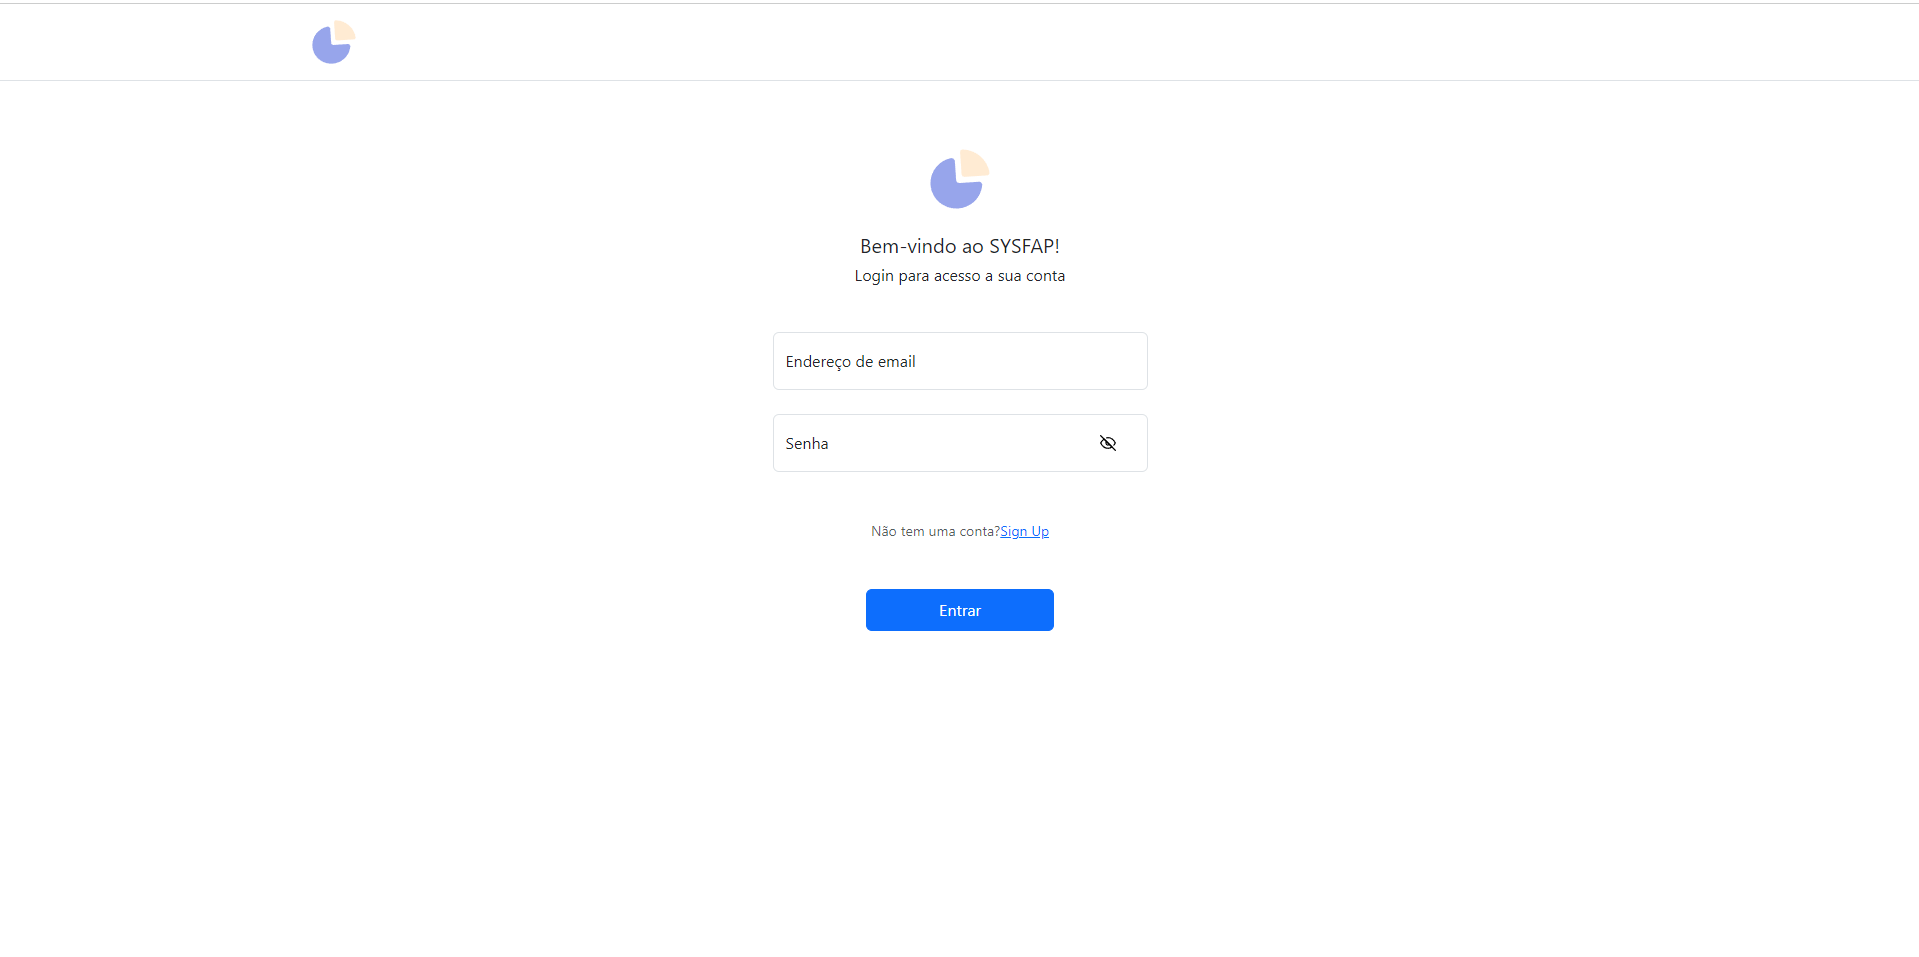 Bem-vindo ao SYSFAP!
Login para acesso a sua conta
Endereço de email
Senha
Não tem uma conta?Sign Up
Entrar